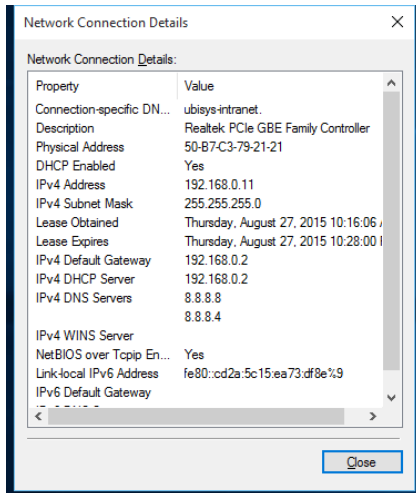 Network Connection Details
Network Connection Details:
Property Value
Connection-specific DN... ubisys-intranet.
Description Realtek PCIe GBE Family Controller
Physical Address 50-B7-C3-79-21-21
DHCP Enabled Yes
IPv4 Address 192.168.0.11
IPv4 Subnet Mask 255.255.255.0
Lease Obtained Thursday, August 27, 2015 10:16:06
Lease Expires Thursday, August 27, 2015 10:28:00
IPv4 Default Gateway 192.168.0.2
IPv4 DHCP Server 192.168.0.2
IPv4 DNS Servers 8.8.8.8
8.8.8.4
IPv4 WINS Server
NetBIOS over Tcpip En... Yes
Link-local IPv6 Address fe80::cd2a:5c15:ea73:df8e%9
IPv6 Default Gateway
Close